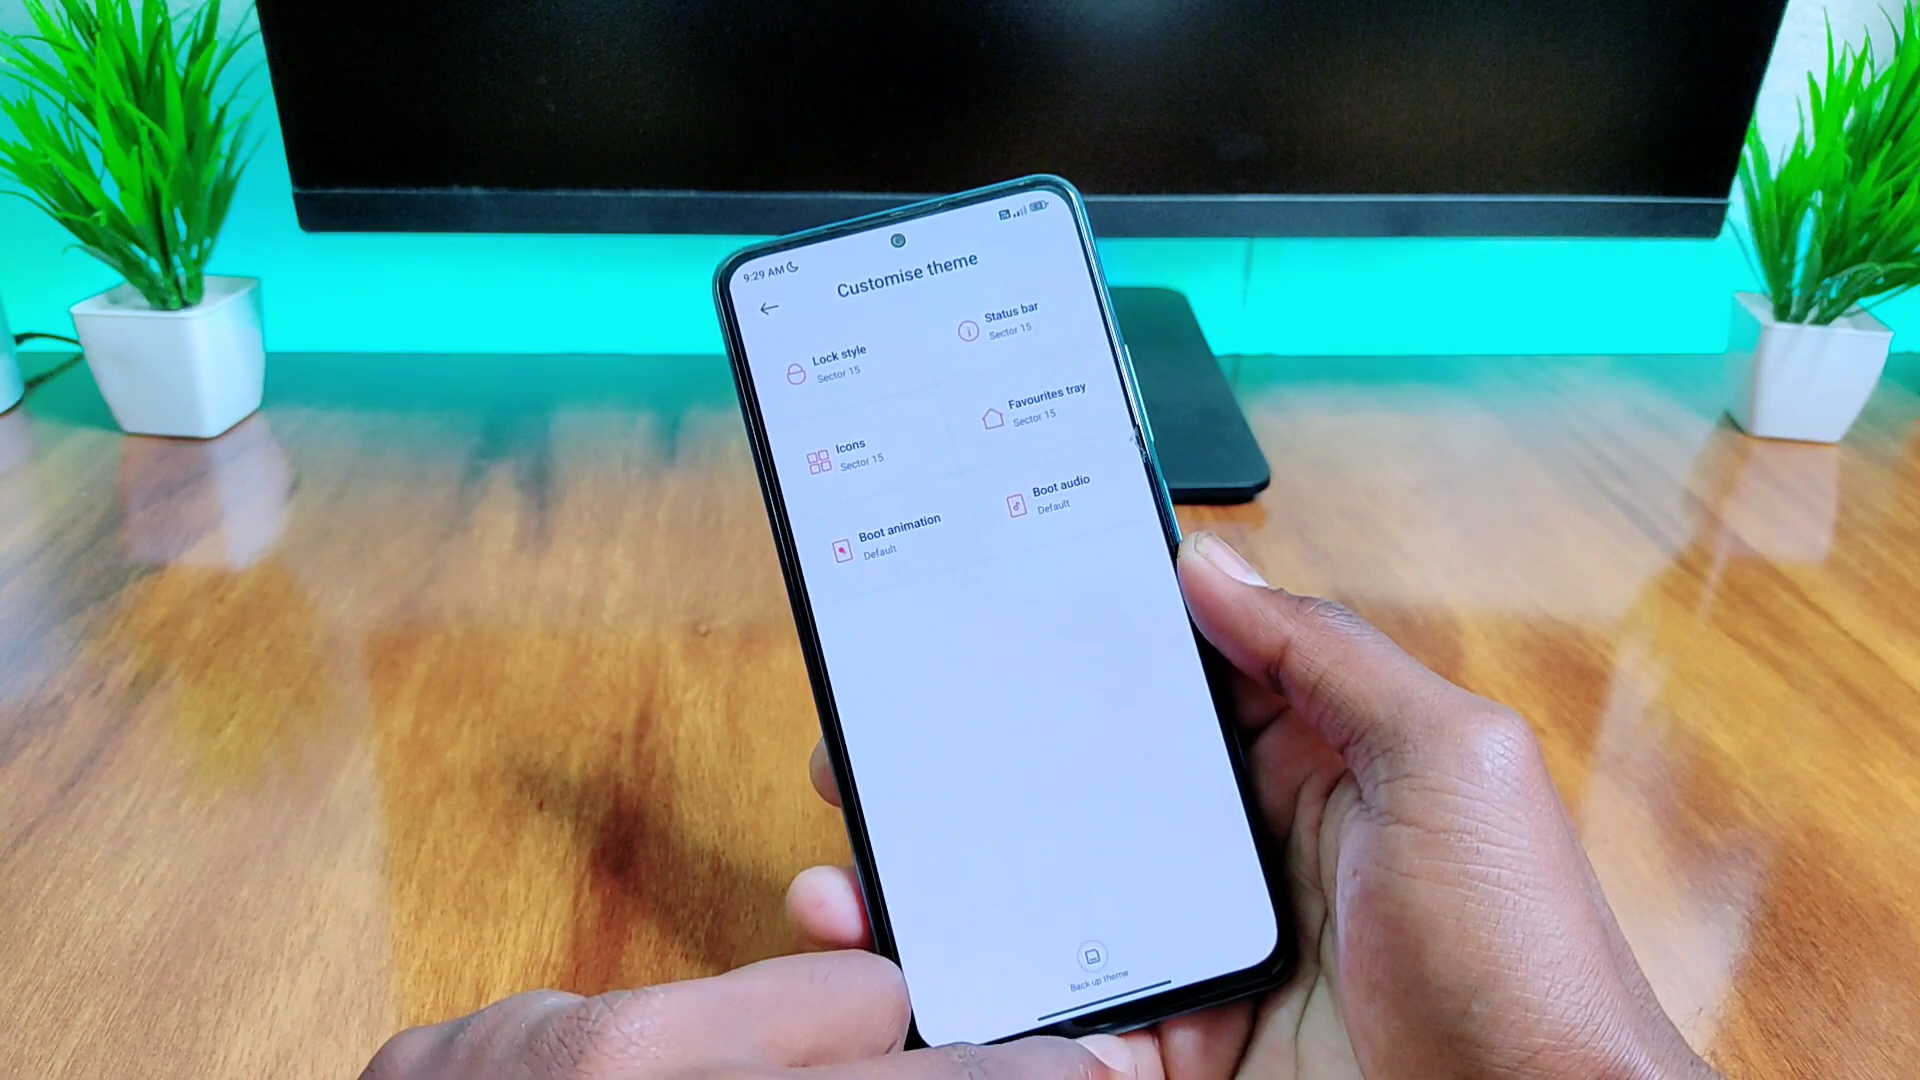 9:29 AM
Customise theme
Lock style
Sector 15
Status bar
Sector 15
Icons
Sector 15
Favourites tray
Sector 15
Boot animation
Default
Boot audio
Default
Back up theme